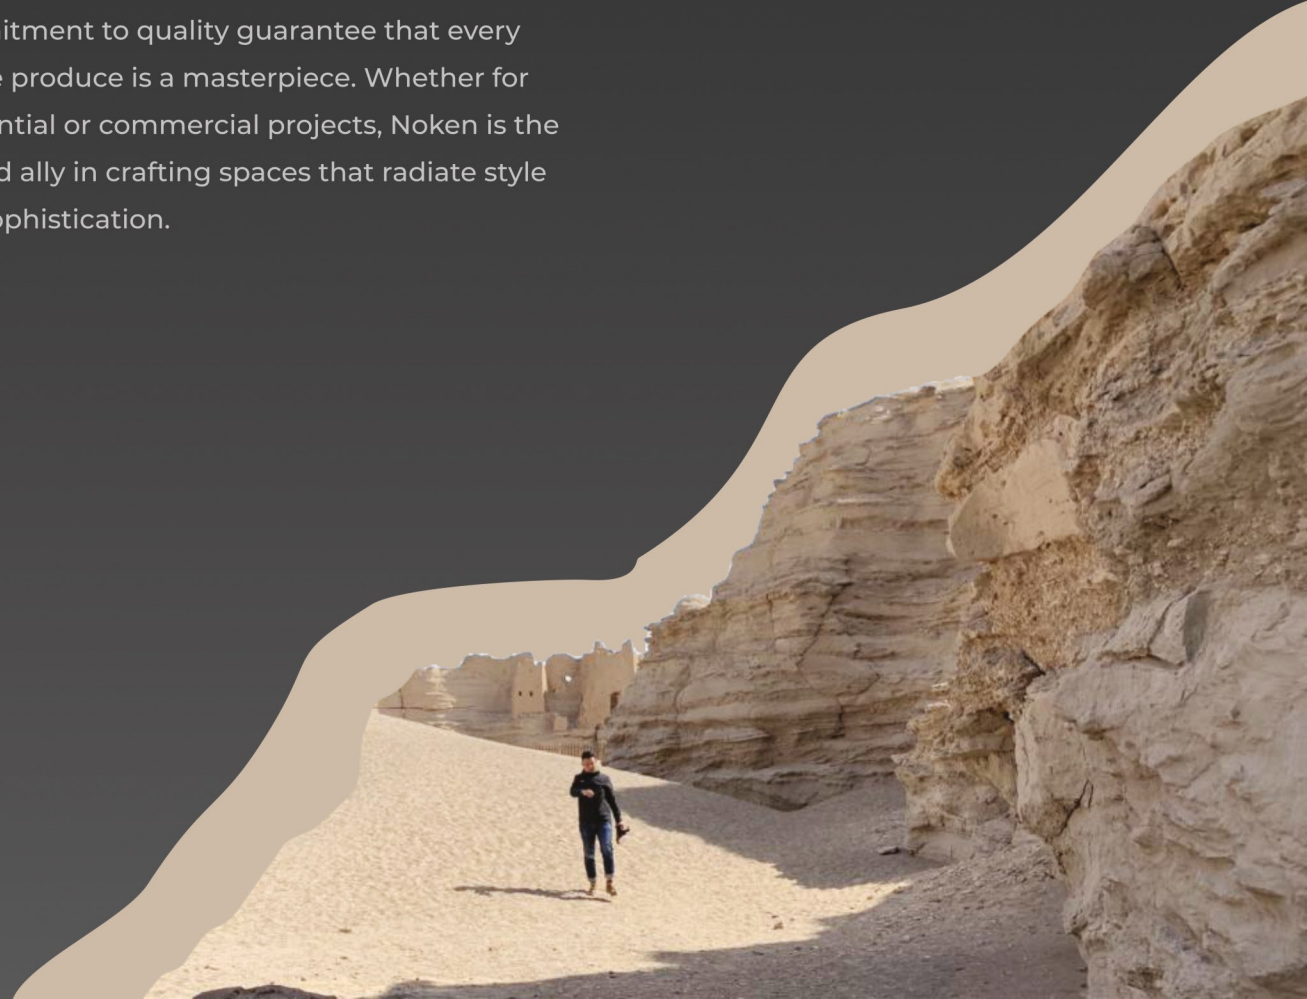 itment to quality guarantee that every
produce is a masterpiece. Whether for
ntial or commercial projects, Noken is the
ally in crafting spaces that radiate style
ophistication.